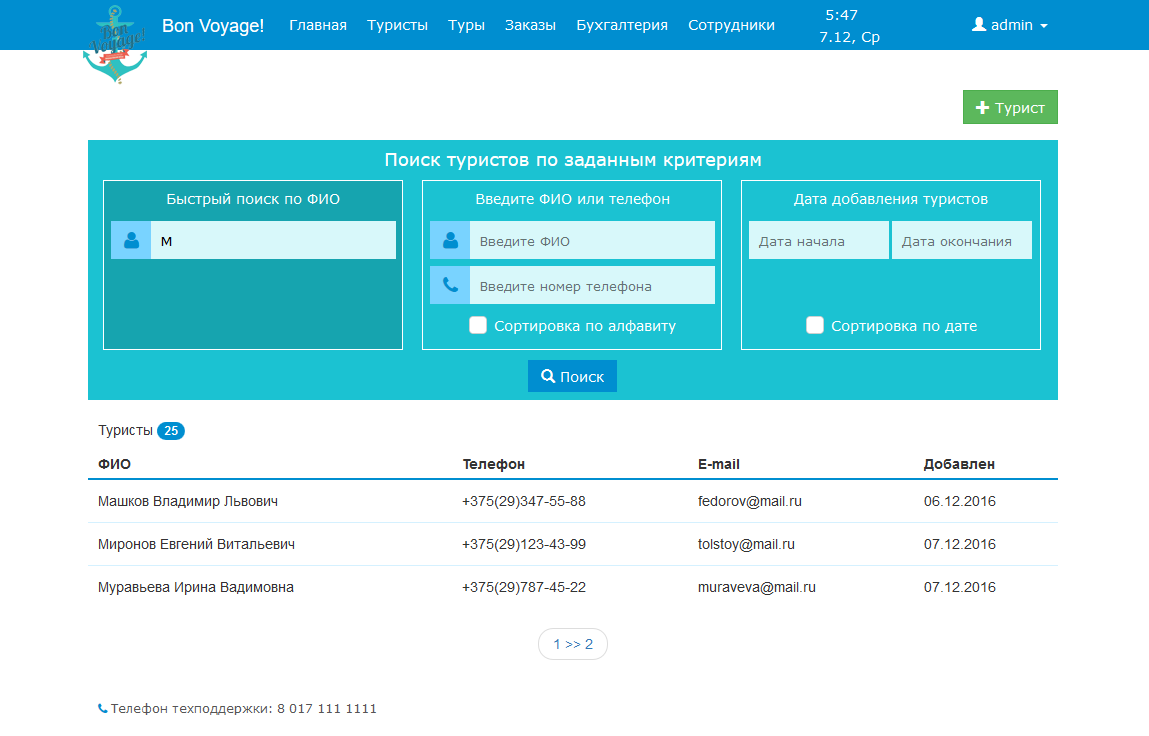 Bon Voyage!
Bon Voyage! Главная Туристы Туры Заказы Бухгалтерия Сотрудники 5:47 admin
7.12, Ср
Турист
Поиск туристов по заданным критериям
Быстрый поиск по ФИО Введите ФИО или телефон Дата добавления туристов
М Введите ФИО Дата начала Дата окончания
Введите номер телефона
Сортировка по алфавиту Сортировка по дате
Поиск
Туристы 25
ФИО Телефон E-mail Добавлен
Машков Владимир Львович +375(29)347-55-88 fedorov@mail.ru 06.12.2016
Миронов Евгений Витальевич +375(29)123-43-99 tolstoy@mail.ru 07.12.2016
Муравьева Ирина Вадимовна +375(29)787-45-22 muraveva@mail.ru 07.12.2016
1 >> 2
Телефон техподдержки: 8 017 111 1111